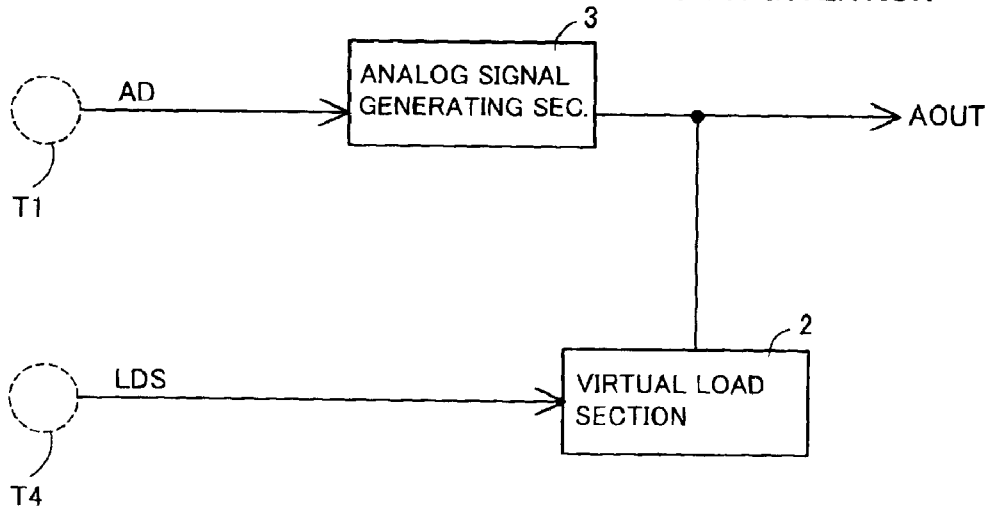 3
ANALOG SIGNAL
GENERATING SEC.
AD
AOUT
T1
2
LDS
VIRTUAL LOAD
SECTION
T4